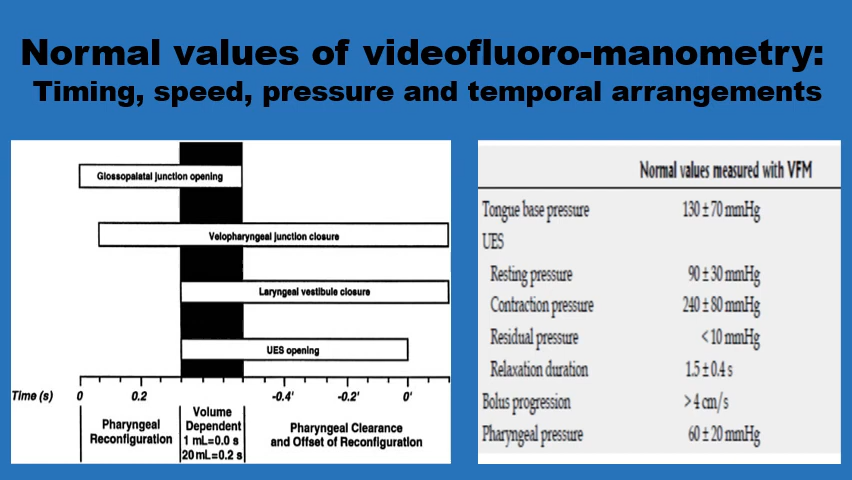 Normal values of videofluoro-manometry:
Timing, speed, pressure and temporal arrangements
Glossopalatal junction opening
Velopharyngeal junction closure
Laryngeal vestibule closure
UES opening
Time (s) 0 0.2 -0.4' -0.2' 0'
Pharyngeal
Reconfiguration
Volume
Dependent
1 mL=0.0 s
20 mL=0.2 s
Pharyngeal Clearance
and Offset of Reconfiguration
Normal values measured with VFM
Tongue base pressure 130 ± 70 mmHg
UES
Resting pressure 90 ± 30 mmHg
Contraction pressure 240 ± 80 mmHg
Residual pressure < 10 mmHg
Relaxation duration 1.5 ± 0.4 s
Bolus progression > 4 cm/s
Pharyngeal pressure 60 ± 20 mmHg